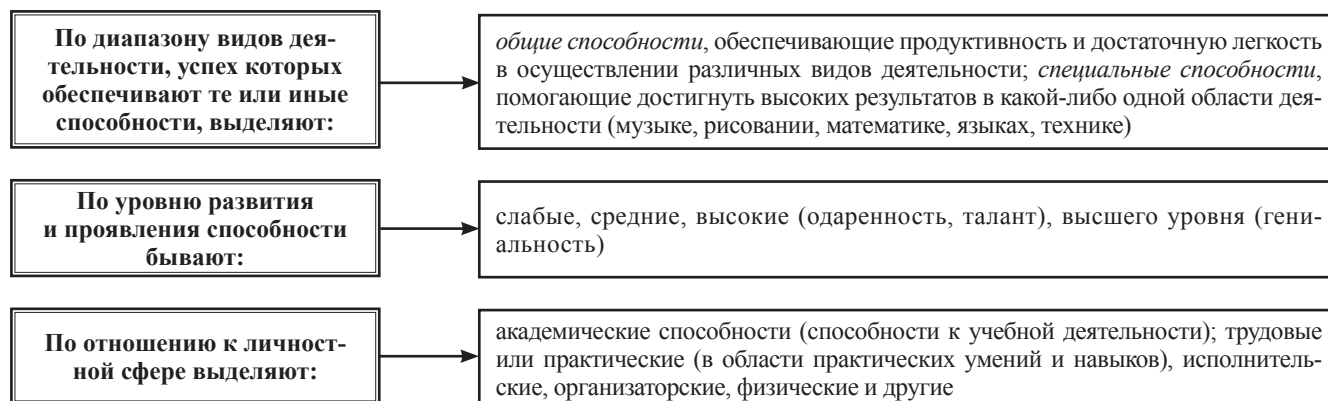 По диапазону видов дея-
тельности, успех которых
обеспечивают те или иные
способности, выделяют:
общие способности, обеспечивающие продуктивность и достаточную легкость
в осуществлении различных видов деятельности; специальные способности,
помогающие достигнуть высоких результатов в какой-либо одной области дея-
тельности (музыке, рисовании, математике, языках, технике)
По уровню развития
и проявления способности
бывают:
слабые, средние, высокие (одаренность, талант), высшего уровня (гени-
альность)
По отношению к личност-
ной сфере выделяют:
академические способности (способности к учебной деятельности); трудовые
или практические (в области практических умений и навыков), исполнитель-
ские, организаторские, физические и другие